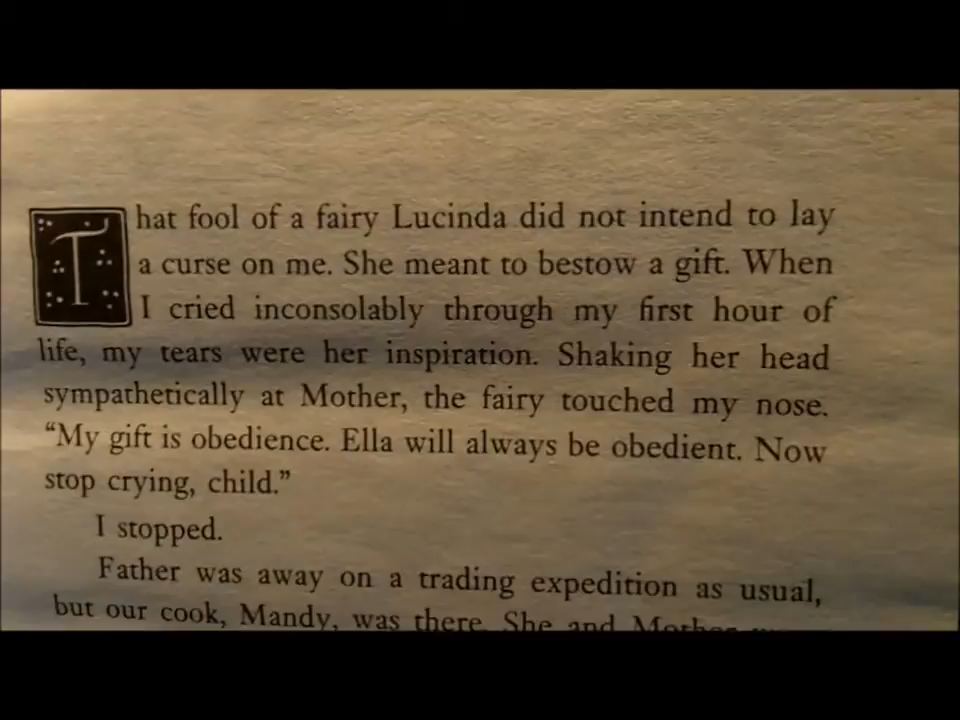 That fool of a fairy Lucinda did not intend to lay
a curse on me. She meant to bestow a gift. When
I cried inconsolably through my first hour of
life, my tears were her inspiration. Shaking her head
sympathetically at Mother, the fairy touched my nose.
“My gift is obedience. Ella will always be obedient. Now
stop crying, child.”
I stopped.
Father was away on a trading expedition as usual,
but our cook, Mandy, was there. She and Mother